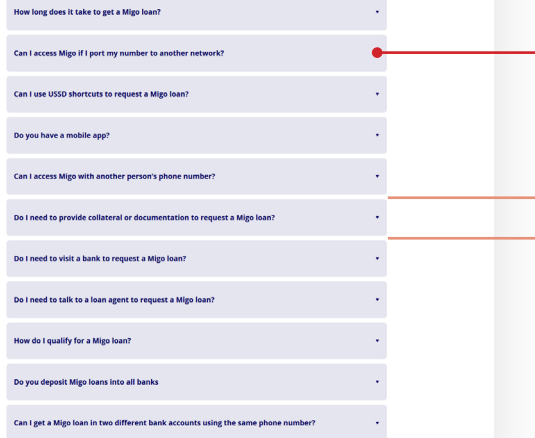 How long does it take to get a Migo loan?
Can I access Migo if I port my number to another network?
Can I use USSD shortcuts to request a Migo loan?
Do you have a mobile app?
Can I access Migo with another person's phone number?
Do I need to provide collateral or documentation to request a Migo loan?
Do I need to visit a bank to request a Migo loan?
Do I need to talk to a loan agent to request a Migo loan?
How do I qualify for a Migo loan?
Do you deposit Migo loans into all banks
Can I get a Migo loan in two different bank accounts using the same phone number?